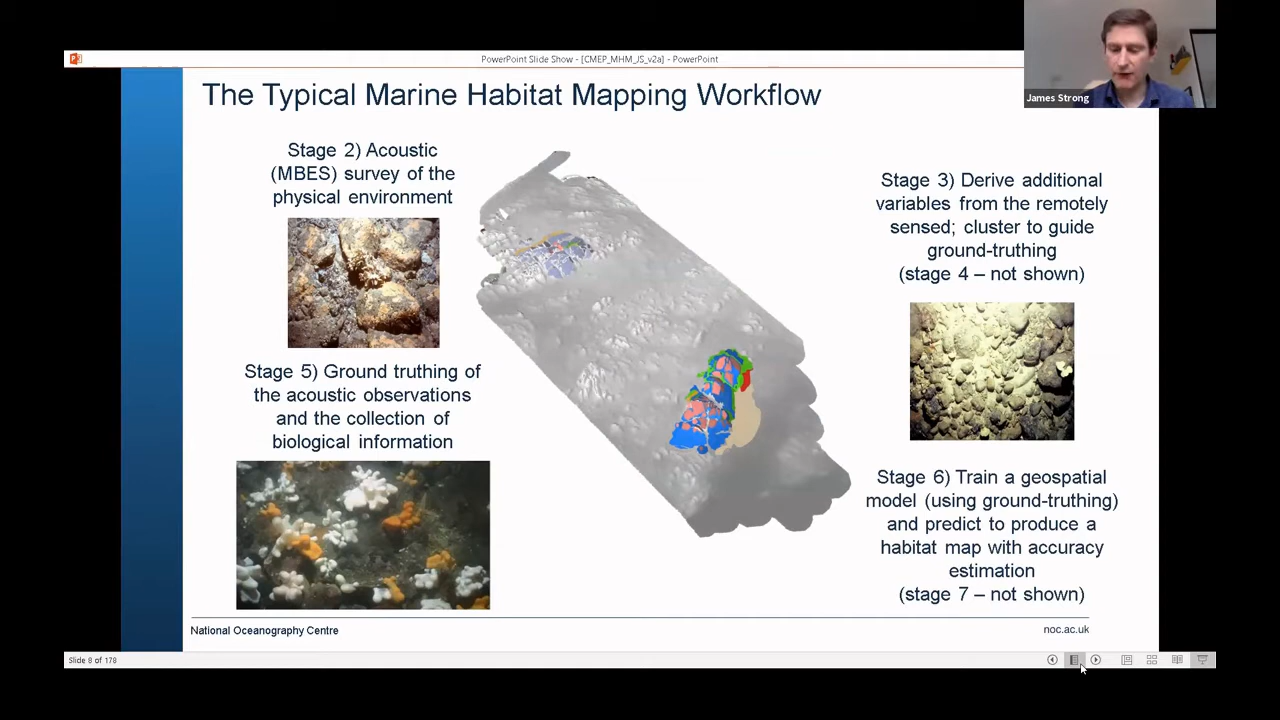 PowerPoint Slide Show - [CMEP_MHM_JS_v2a] - PowerPoint
James Strong
The Typical Marine Habitat Mapping Workflow
Stage 2) Acoustic
(MBES) survey of the
physical environment
Stage 5) Ground truthing of
the acoustic observations
and the collection of
biological information
Stage 3) Derive additional
variables from the remotely
sensed; cluster to guide
ground-truthing
(stage 4 – not shown)
Stage 6) Train a geospatial
model (using ground-truthing)
and predict to produce a
habitat map with accuracy
estimation
(stage 7 – not shown)
National Oceanography Centre
noc.ac.uk
Slide 8 of 178